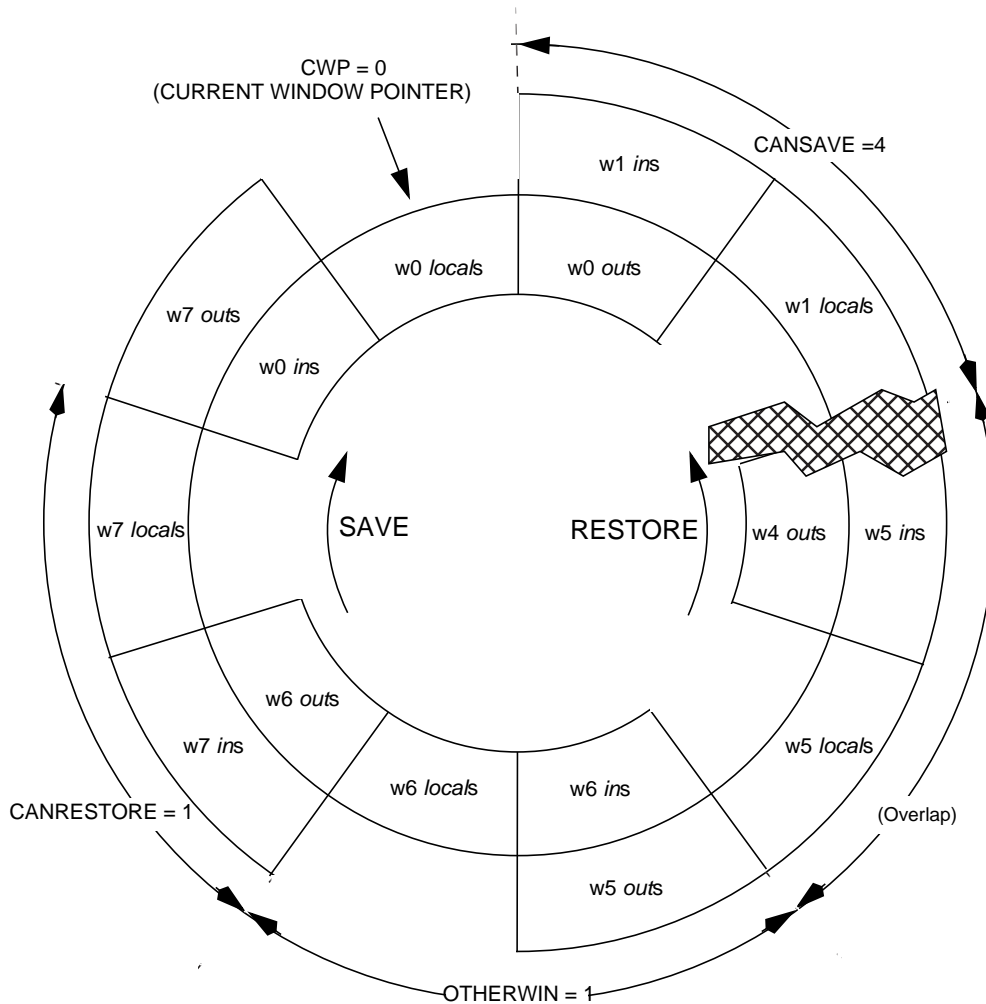 CWP = 0
(CURRENT WINDOW POINTER)
CANSAVE =4
w1 ins
w7 outs
w0 locals
w0 outs
w1 locals
w0 ins
w7 locals
SAVE
RESTORE
w4 outs
w5 ins
w6 outs
w7 ins
w6 locals
w6 ins
w5 locals
CANRESTORE = 1
(Overlap)
w5 outs
OTHERWIN = 1